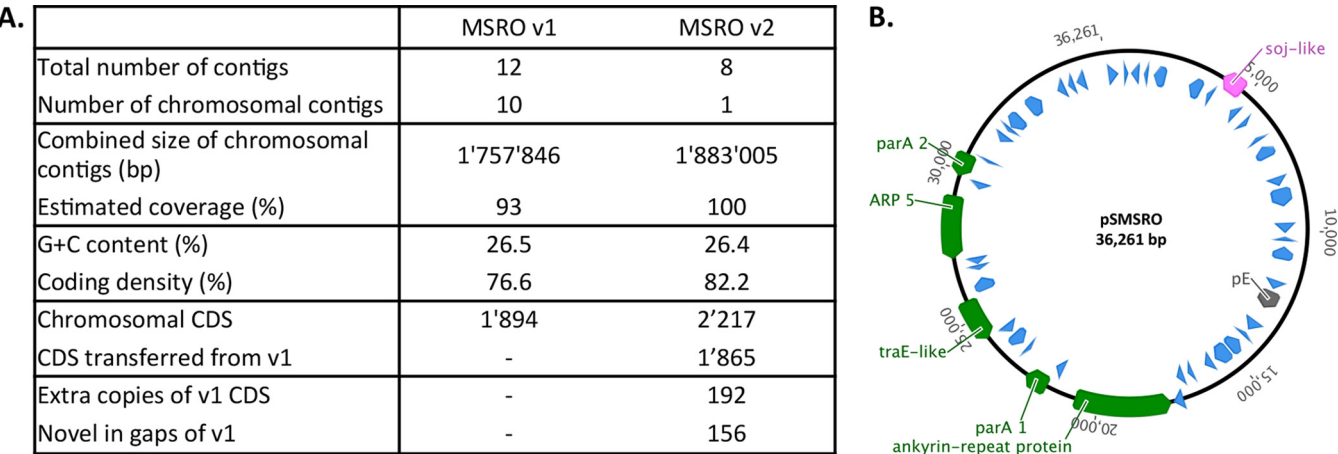 A.
MSRO v1 MSRO v2
Total number of contigs 12 8
Number of chromosomal contigs 10 1
Combined size of chromosomal
contigs (bp) 1'757'846 1'883'005
Estimated coverage (%) 93 100
G+C content (%) 26.5 26.4
Coding density (%) 76.6 82.2
Chromosomal CDS 1'894 2’217
CDS transferred from v1 - 1’865
Extra copies of v1 CDS - 192
Novel in gaps of v1 - 156
B.
36,261
soj-like
5,000
parA 2
30,000
ARP 5
pSMSRO
36,261 bp
10,000
pE
25,000
traE-like
15,000
parA 1
20,000
ankyrin-repeat protein